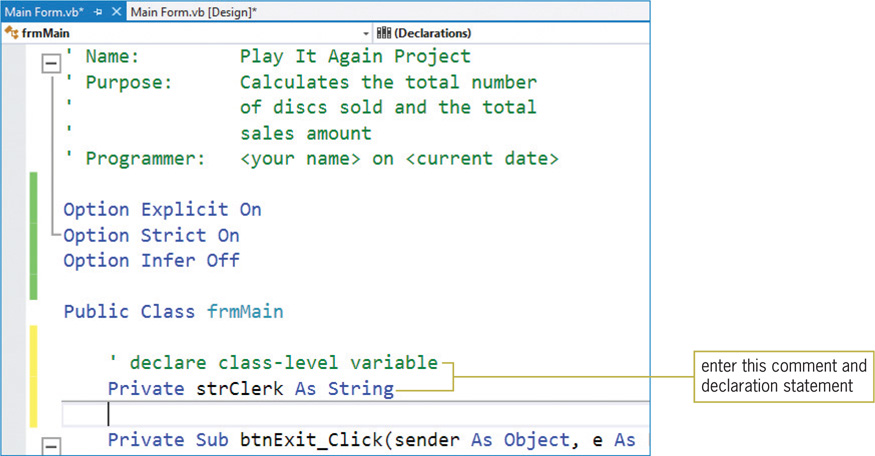 Main Form.vb* Main Form.vb [Design]*
frmMain (Declarations)
' Name: Play It Again Project
' Purpose: Calculates the total number
' of discs sold and the total
' sales amount
' Programmer: <your name> on <current date>
Option Explicit On
Option Strict On
Option Infer Off
Public Class frmMain
' declare class-level variable
Private strClerk As String
enter this comment and
declaration statement
Private Sub btnExit_Click(sender As Object, e As